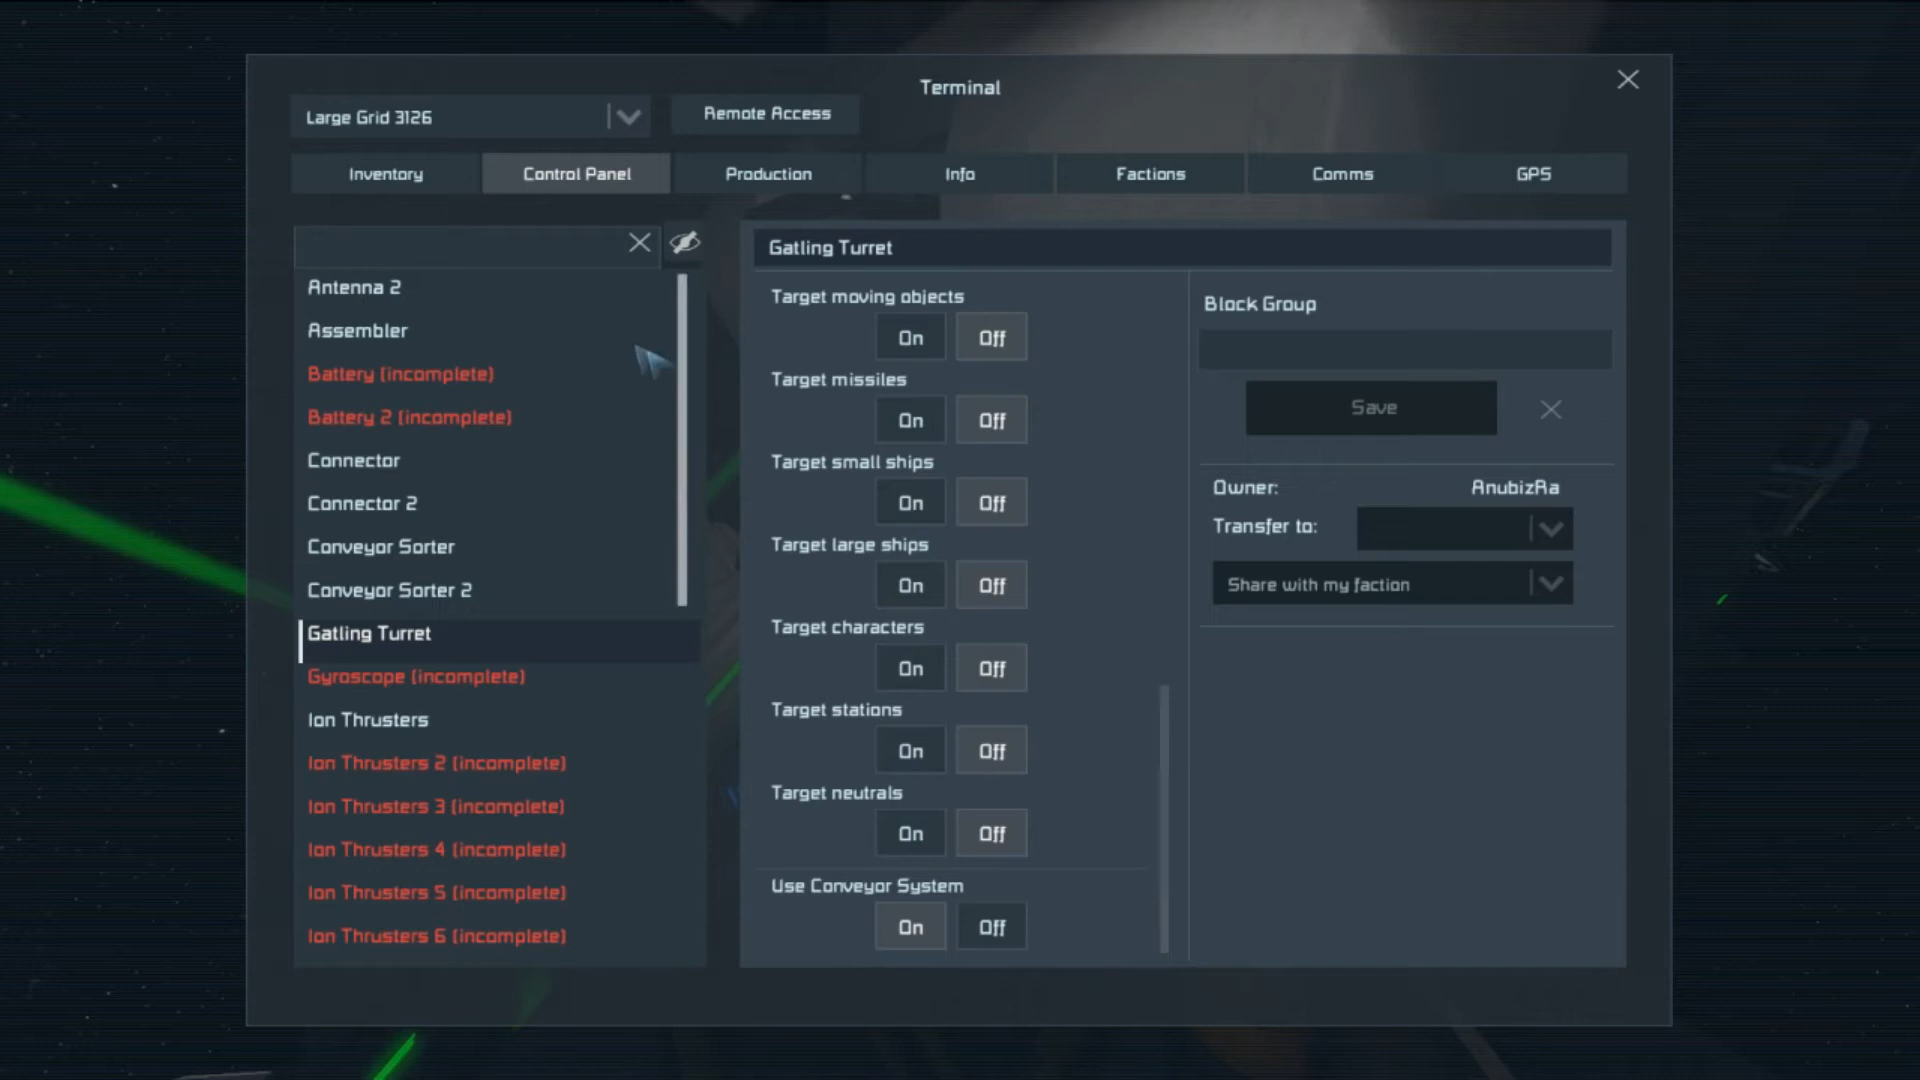 Terminal
Large Grid 3126
Remote Access
Inventory
Control Panel
Production
Info
Factions
Comms
GPS
Antenna 2
Assembler
Battery (incomplete)
Battery 2 (incomplete)
Connector
Connector 2
Conveyor Sorter
Conveyor Sorter 2
Gatling Turret
Gyroscope (incomplete)
Ion Thrusters
Ion Thrusters 2 (incomplete)
Ion Thrusters 3 (incomplete)
Ion Thrusters 4 (incomplete)
Ion Thrusters 5 (incomplete)
Ion Thrusters 6 (incomplete)
Gatling Turret
Target moving objects
On Off
Target missiles
On Off
Target small ships
On Off
Target large ships
On Off
Target characters
On Off
Target stations
On Off
Target neutrals
On Off
Use Conveyor System
On Off
Block Group
Save
Owner: AnubizRa
Transfer to:
Share with my faction